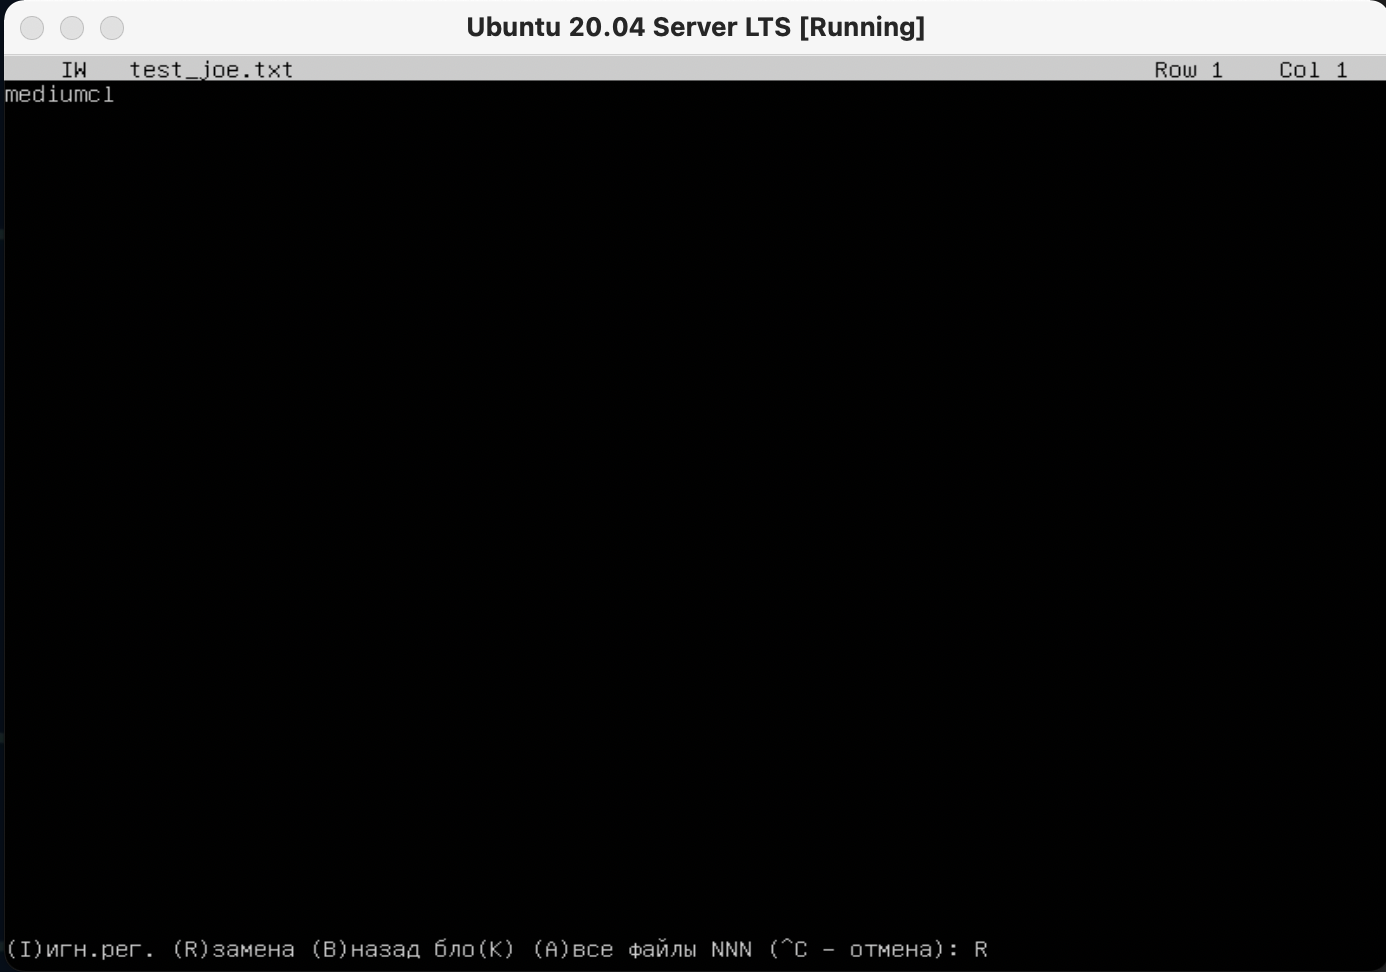 Ubuntu 20.04 Server LTS [Running]
IW test_joe.txt Row 1 Col 1
mediumcl
(I)игн.рег. (R)замена (B)назад бло(K) (A)все файлы NNN (^C - отмена): R